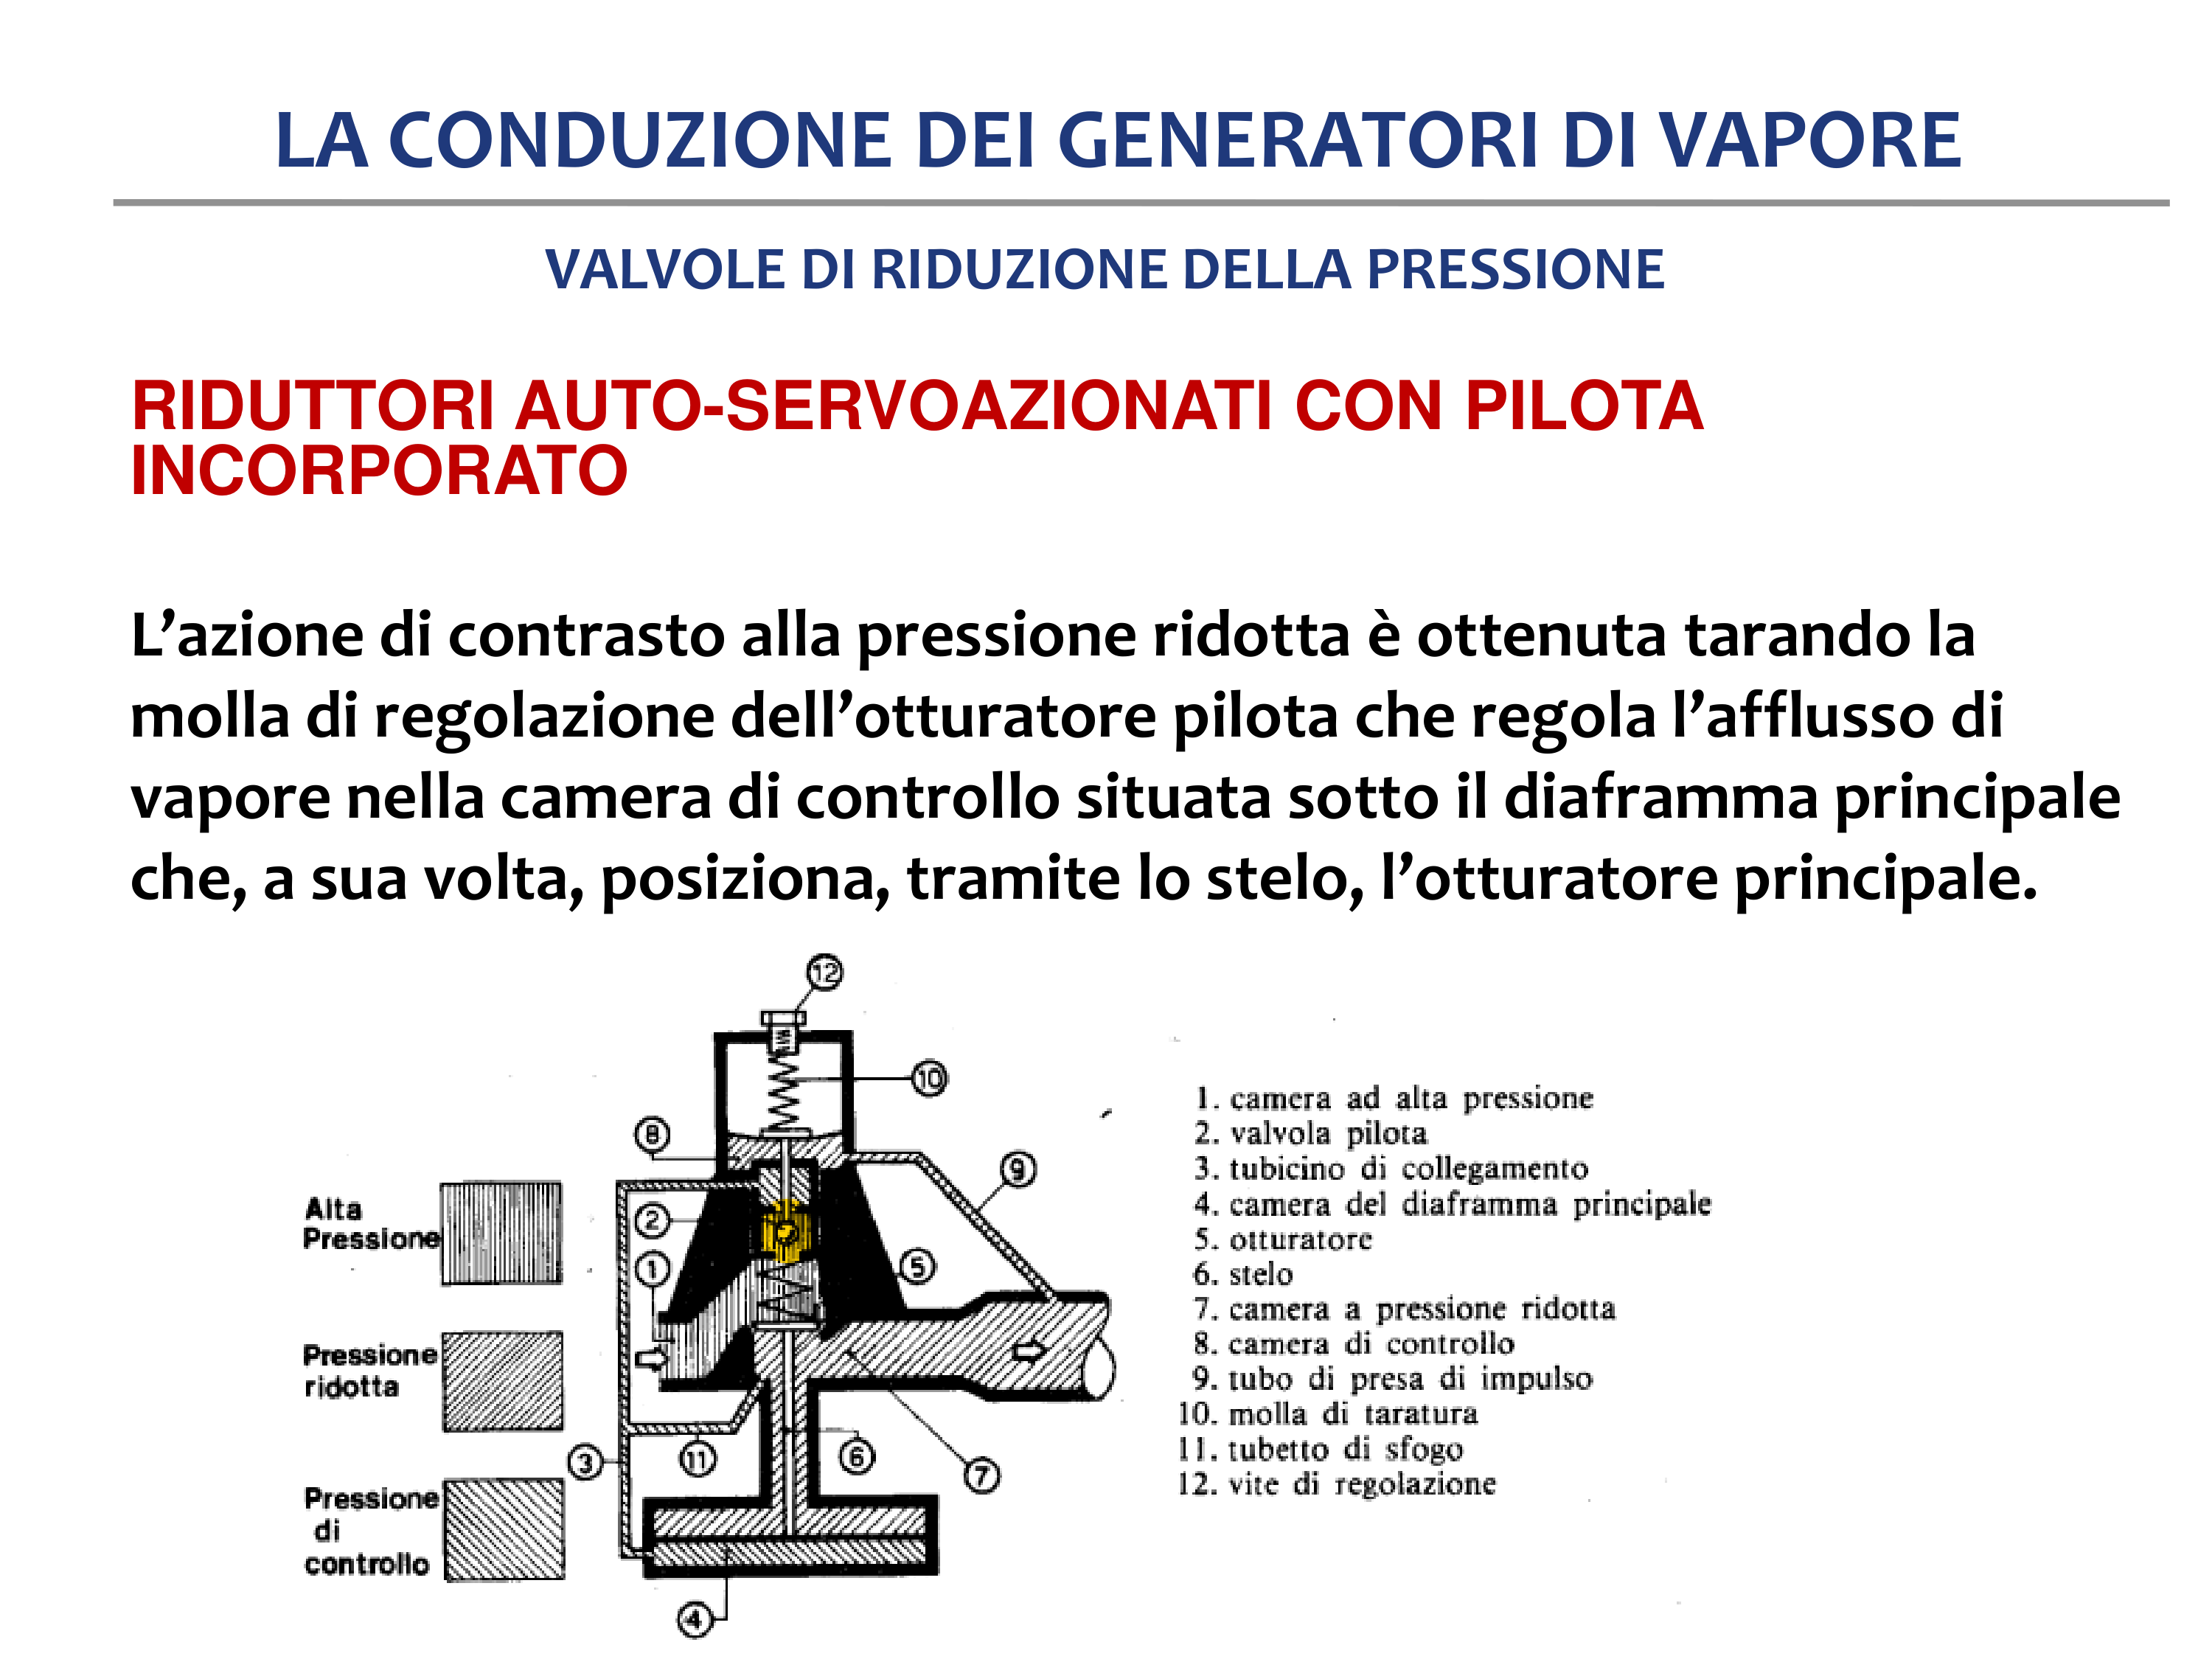 LA CONDUZIONE DEI GENERATORI DI VAPORE
VALVOLE DI RIDUZIONE DELLA PRESSIONE
RIDUTTORI AUTO-SERVOAZIONATI CON PILOTA
INCORPORATO
L’azione di contrasto alla pressione ridotta è ottenuta tarando la
molla di regolazione dell’otturatore pilota che regola l’afflusso di
vapore nella camera di controllo situata sotto il diaframma principale
che, a sua volta, posiziona, tramite lo stelo, l’otturatore principale.
12
10
8
9
2
1
5
3
11
6
7
4
Alta
Pressione
Pressione
ridotta
Pressione
di
controllo
1. camera ad alta pressione
2. valvola pilota
3. tubicino di collegamento
4. camera del diaframma principale
5. otturatore
6. stelo
7. camera a pressione ridotta
8. camera di controllo
9. tubo di presa di impulso
10. molla di taratura
11. tubetto di sfogo
12. vite di regolazione